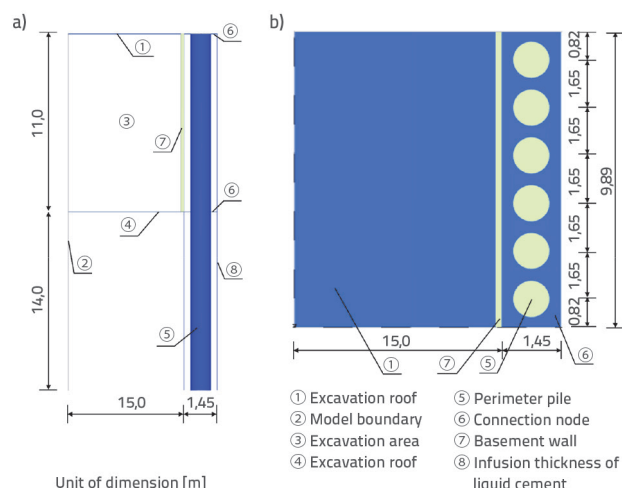 a)
①
⑥
11,0
③
⑦
④
⑥
②
⑧
14,0
⑤
15,0
1,45
Unit of dimension [m]
b)
0,82
1,65
1,65
1,65
1,65
1,65
0,82
9,89
15,0
1,45
①
⑦
⑤
⑥
① Excavation roof
② Model boundary
③ Excavation area
④ Excavation roof
⑤ Perimeter pile
⑥ Connection node
⑦ Basement wall
⑧ Infusion thickness of
liquid cement